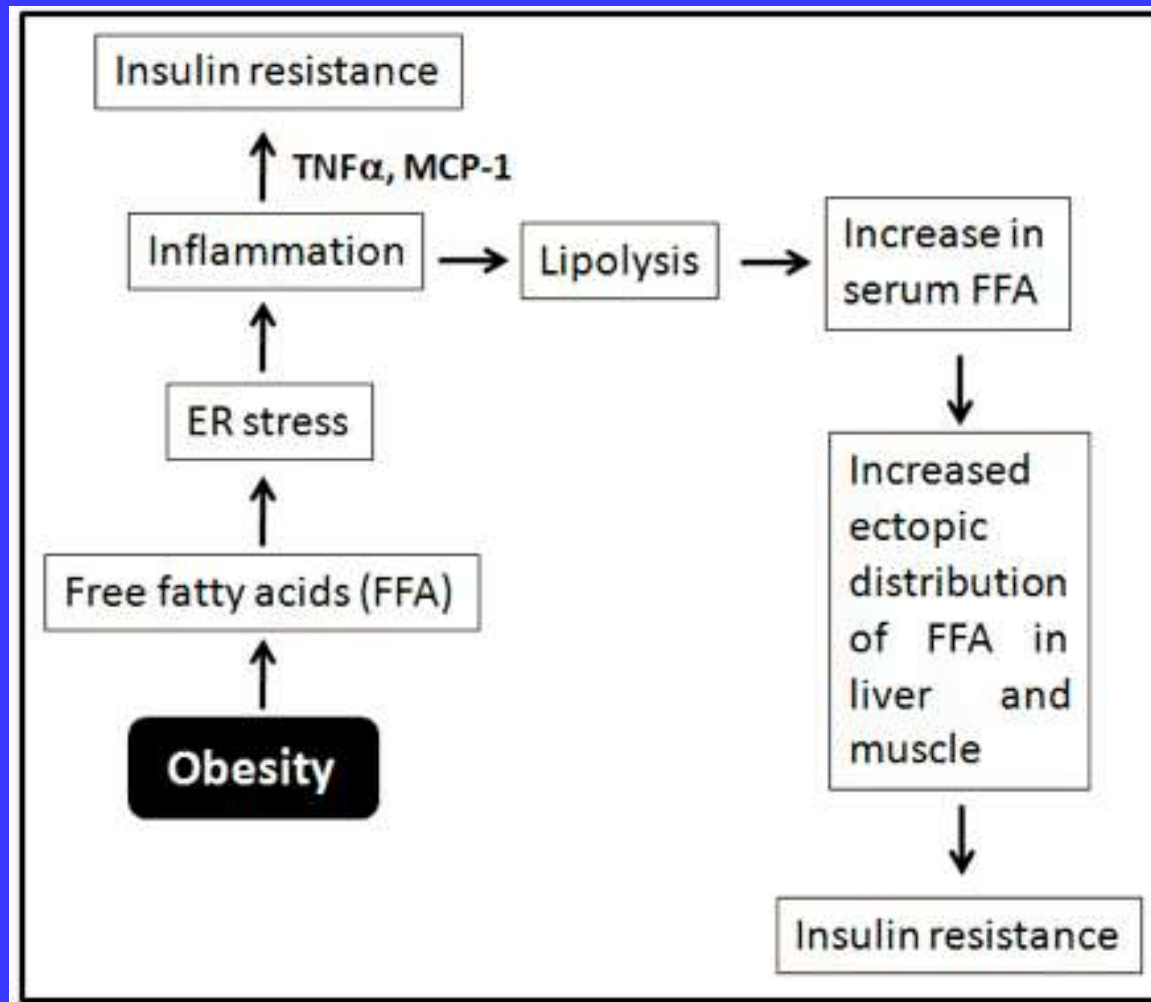 Insulin resistance
TNFα, MCP-1
Inflammation
Lipolysis
Increase in
serum FFA
ER stress
Increased
ectopic
distribution
of FFA in
liver and
muscle
Free fatty acids (FFA)
Obesity
Insulin resistance